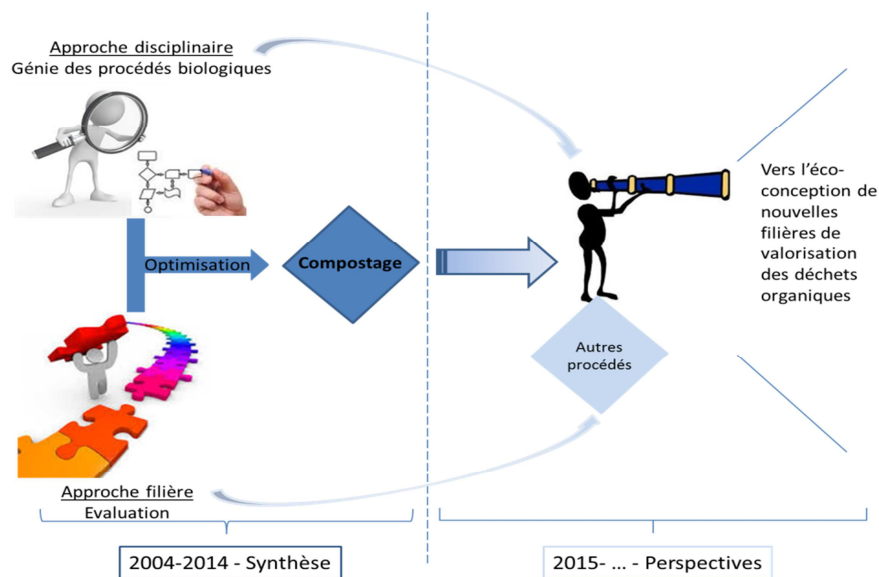 Approche disciplinaire
Génie des procédés biologiques
Optimisation
Compostage
Approche filière
Evaluation
2004-2014 - Synthèse
Vers l'éco-
conception de
nouvelles
filières de
valorisation
des déchets
organiques
Autres
procédés
2015- ... - Perspectives